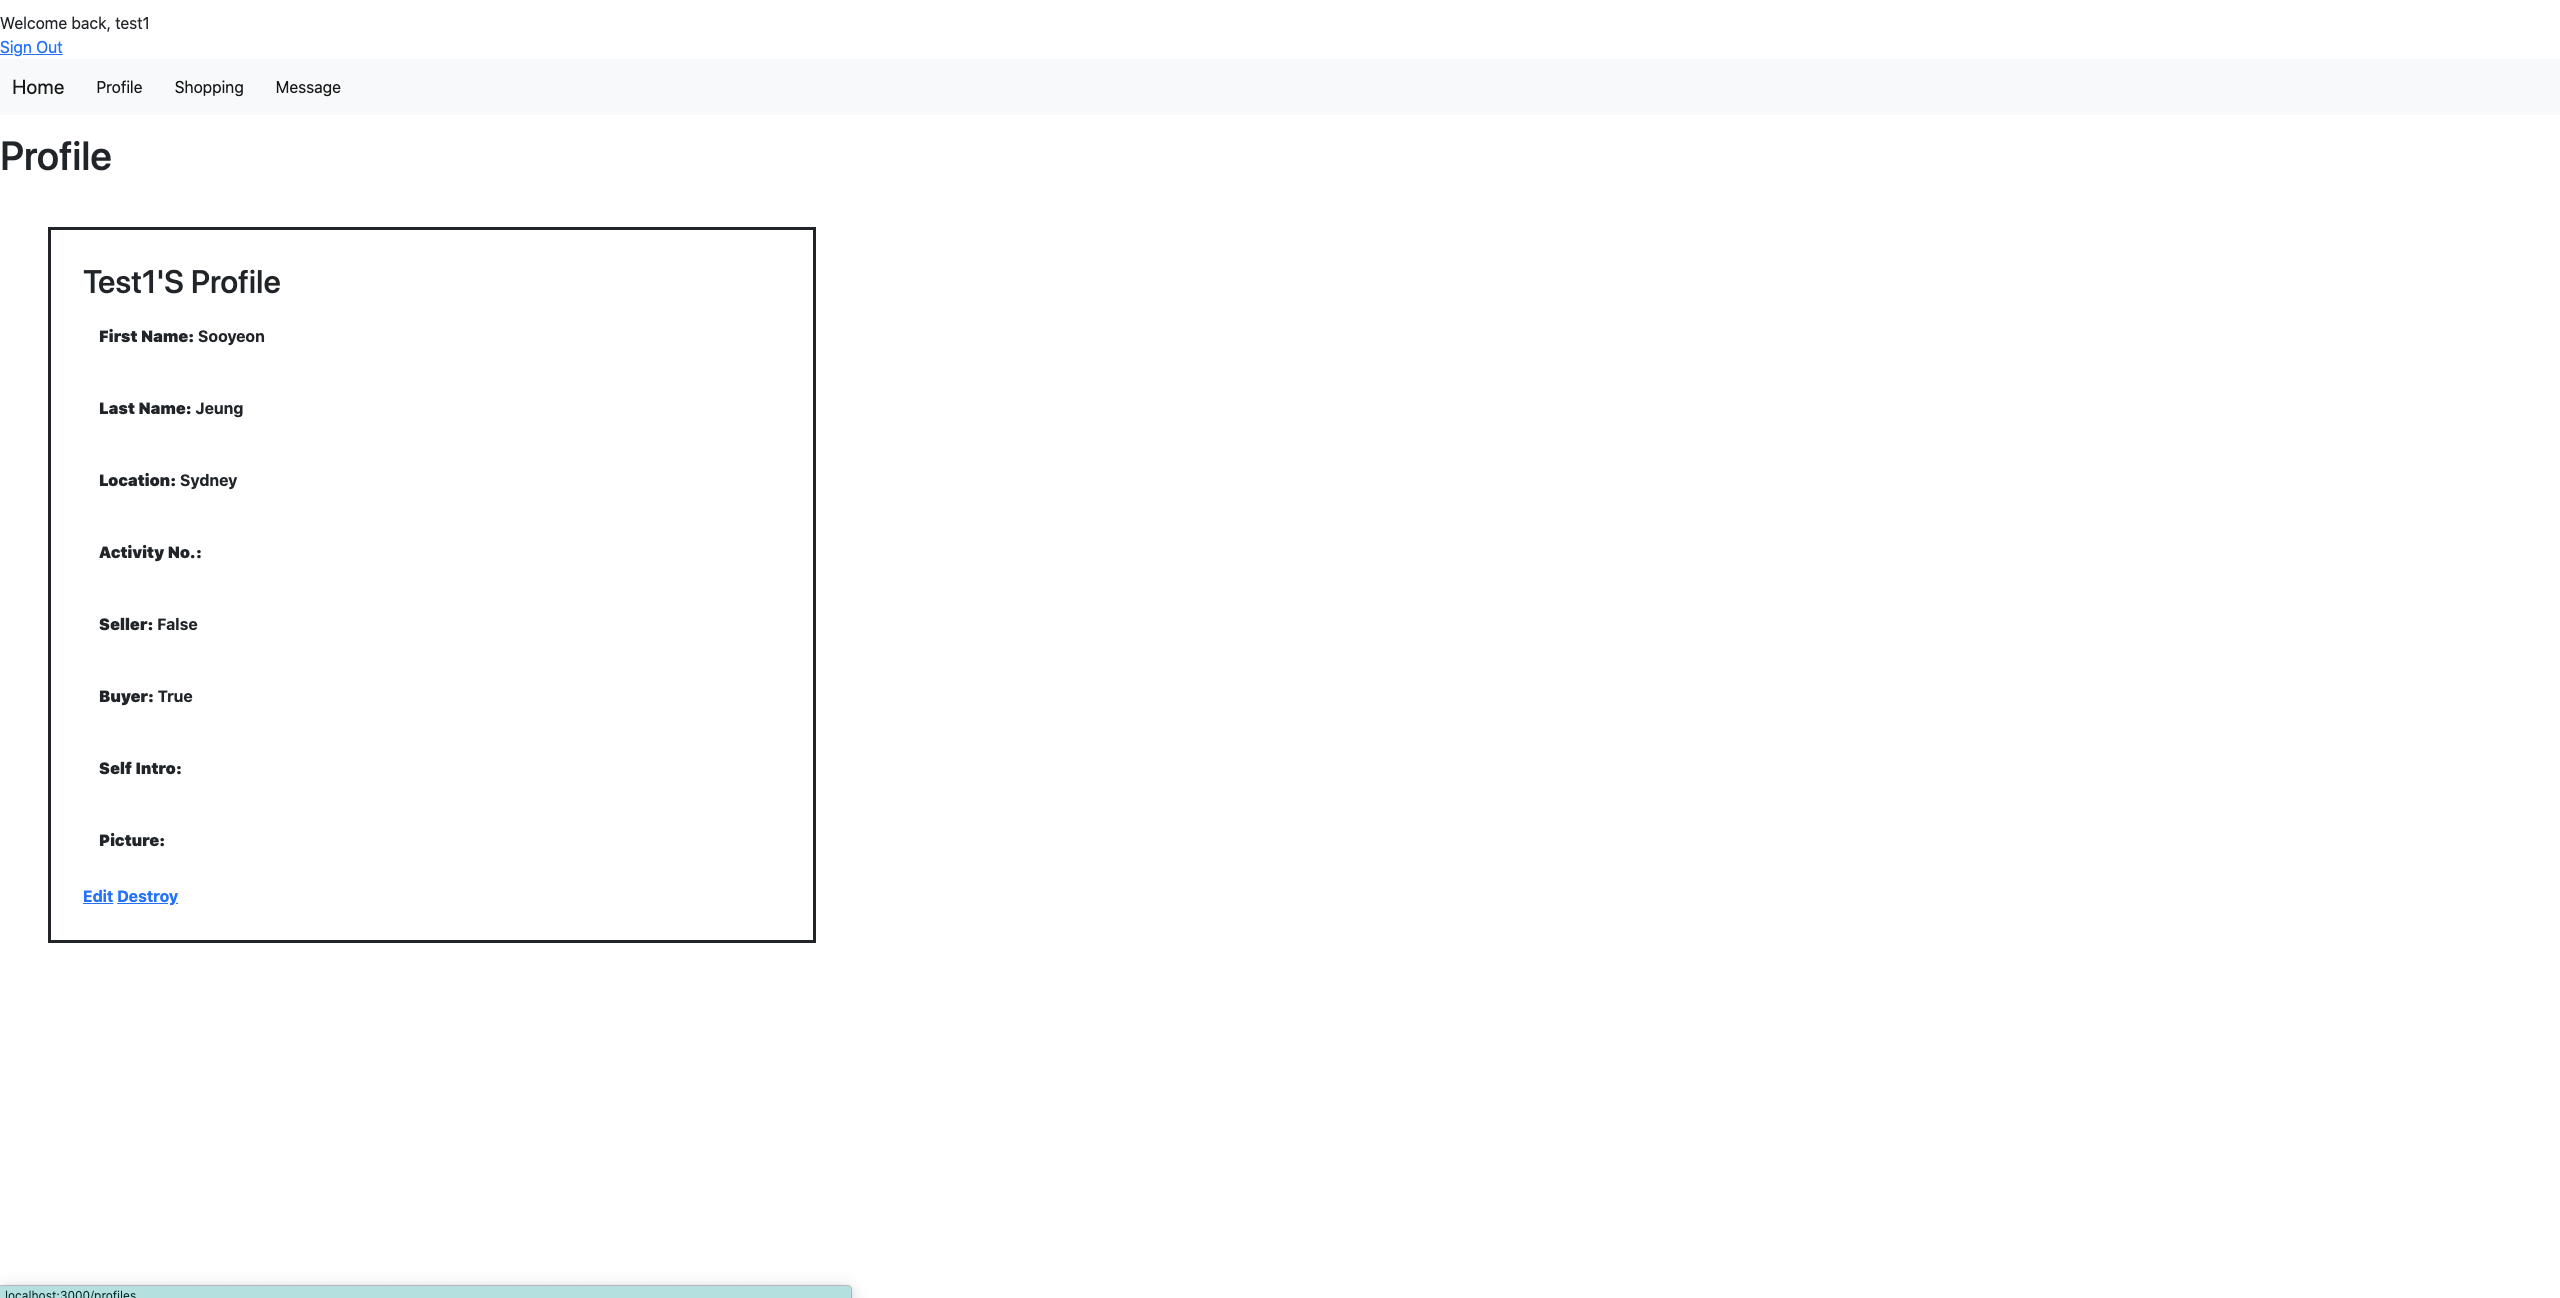 Welcome back, test1
Sign Out
Home Profile Shopping Message
Profile
Test1'S Profile
First Name: Sooyeon
Last Name: Jeung
Location: Sydney
Activity No.:
Seller: False
Buyer: True
Self Intro:
Picture:
Edit Destroy
localhost:3000/profiles